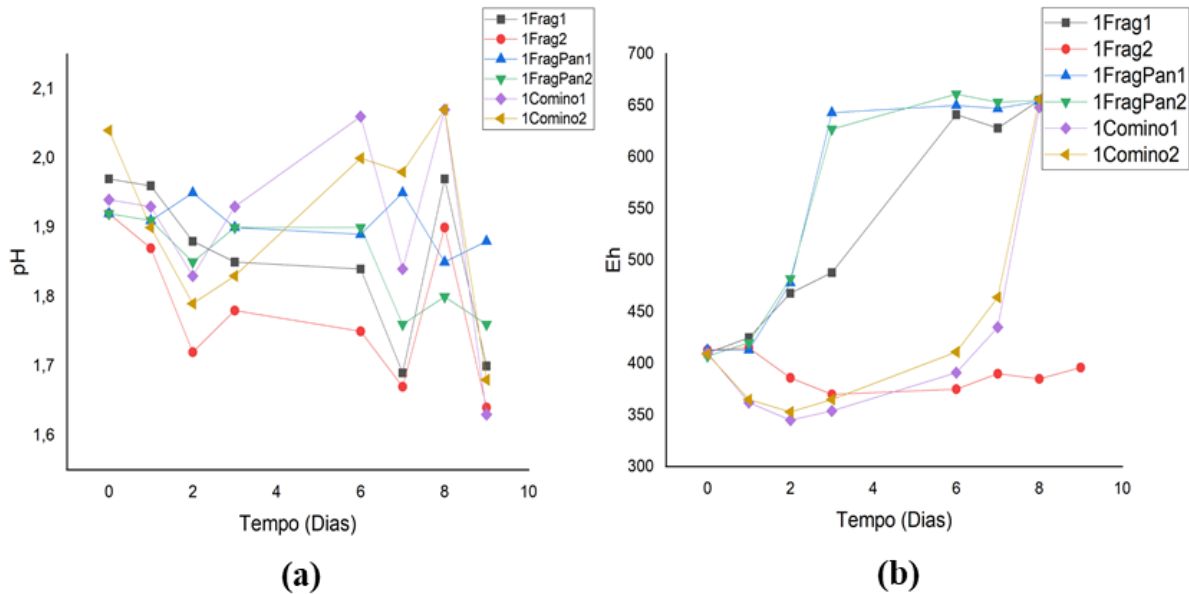 1Frag1
1Frag2
1FragPan1
1FragPan2
1Comino1
1Comino2
2,1
2,0
1,9
1,8
1,7
1,6
pH
0 2 4 6 8 10
Tempo (Dias)
(a)
1Frag1
1Frag2
1FragPan1
1FragPan2
1Comino1
1Comino2
700
650
600
550
500
450
400
350
300
Eh
0 2 4 6 8 10
Tempo (Dias)
(b)